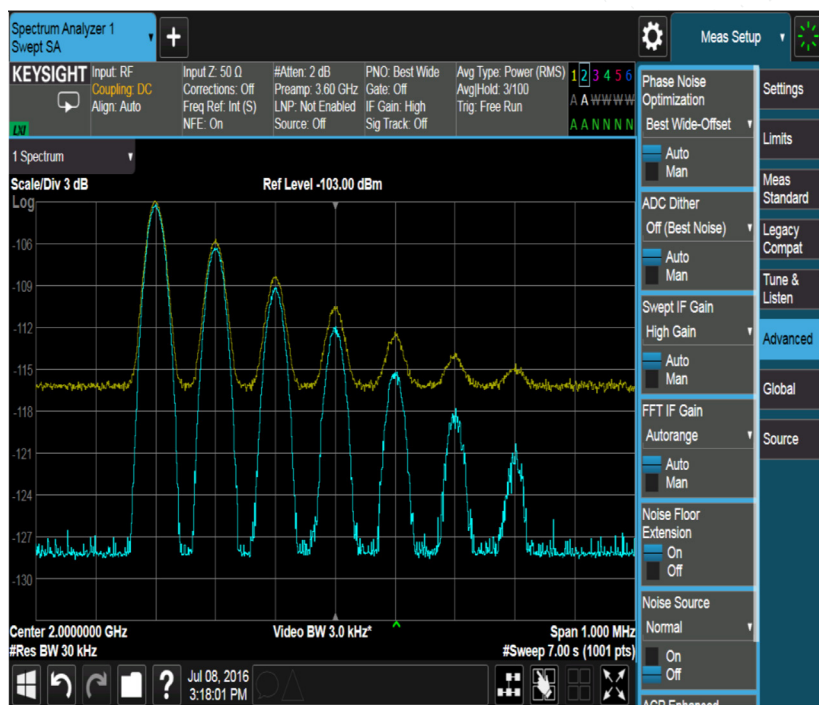 Spectrum Analyzer 1
Swept SA
+
Meas Setup
KEYSIGHT
LXI
Input: RF
Coupling: DC
Align: Auto
Input Z: 50 Ω
Corrections: Off
Freq Ref: Int (S)
NFE: On
#Atten: 2 dB
Preamp: 3.60 GHz
LNP: Not Enabled
Source: Off
PNO: Best Wide
Gate: Off
IF Gain: High
Sig Track: Off
Avg Type: Power (RMS)
Avg|Hold: 3/100
Trig: Free Run
1 2 3 4 5 6
A A W W W W
A A N N N N
1 Spectrum
Scale/Div 3 dB
Ref Level -103.00 dBm
Log
-106
-109
-112
-115
-118
-121
-124
-127
-130
Center 2.0000000 GHz
#Res BW 30 kHz
Video BW 3.0 kHz*
Span 1.000 MHz
#Sweep 7.00 s (1001 pts)
?
Jul 08, 2016
3:18:01 PM
Phase Noise
Optimization
Best Wide-Offset
Auto
Man
ADC Dither
Off (Best Noise)
Auto
Man
Swept IF Gain
High Gain
Auto
Man
FFT IF Gain
Autorange
Auto
Man
Noise Floor
Extension
On
Off
Noise Source
Normal
On
Off
ACP Enhanced
Settings
Limits
Meas
Standard
Legacy
Compat
Tune &
Listen
Advanced
Global
Source